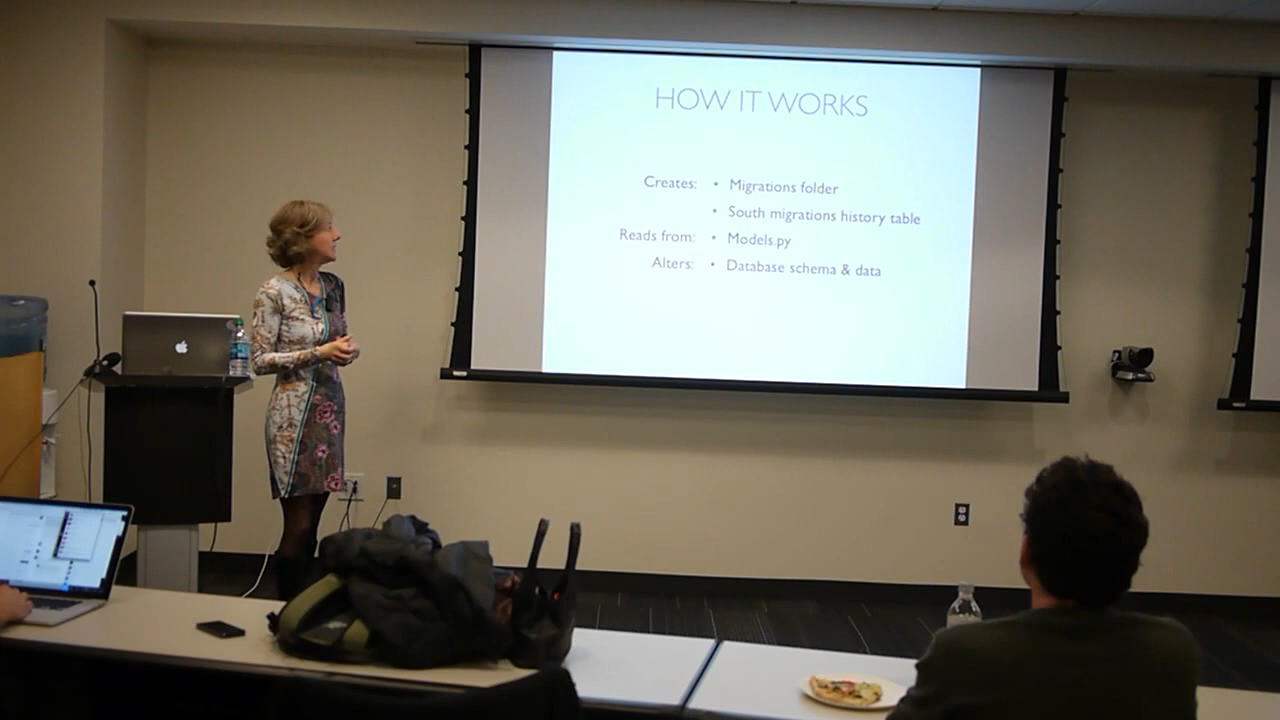 HOW IT WORKS
Creates: • Migrations folder
• South migrations history table
Reads from: • Models.py
Alters: • Database schema & data